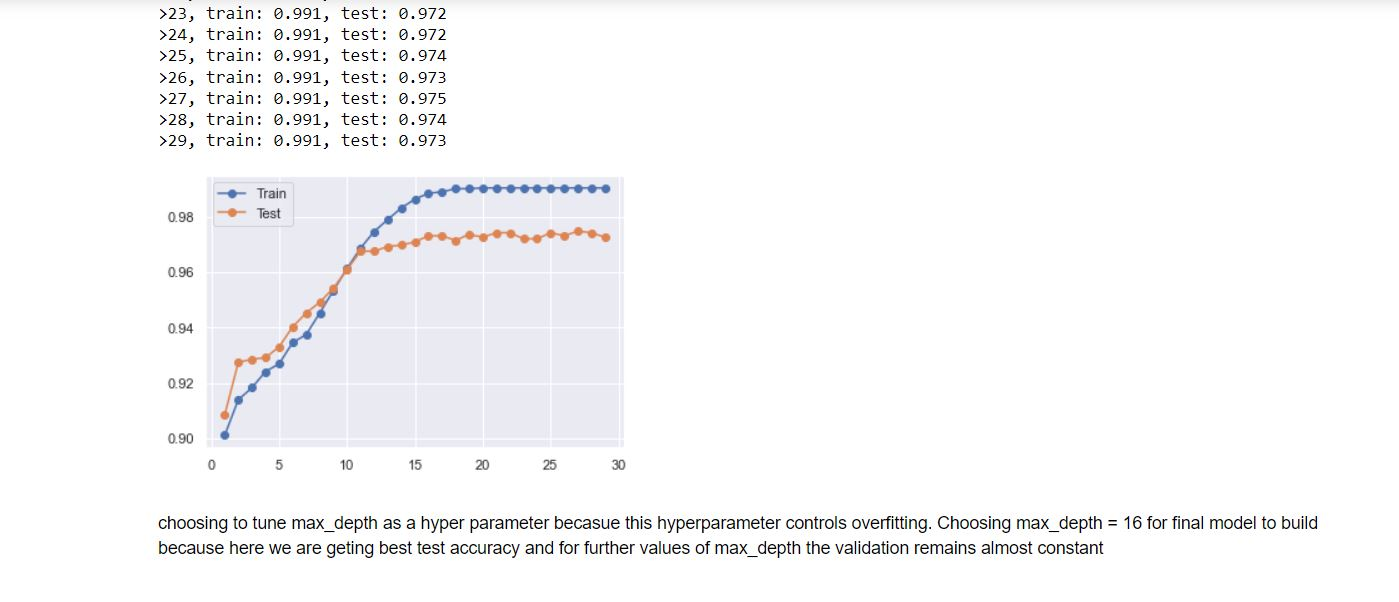 >23, train: 0.991, test: 0.972
>24, train: 0.991, test: 0.972
>25, train: 0.991, test: 0.974
>26, train: 0.991, test: 0.973
>27, train: 0.991, test: 0.975
>28, train: 0.991, test: 0.974
>29, train: 0.991, test: 0.973
Train
Test
0.98
0.96
0.94
0.92
0.90
0 5 10 15 20 25 30
choosing to tune max_depth as a hyper parameter becasue this hyperparameter controls overfitting. Choosing max_depth = 16 for final model to build
because here we are geting best test accuracy and for further values of max_depth the validation remains almost constant